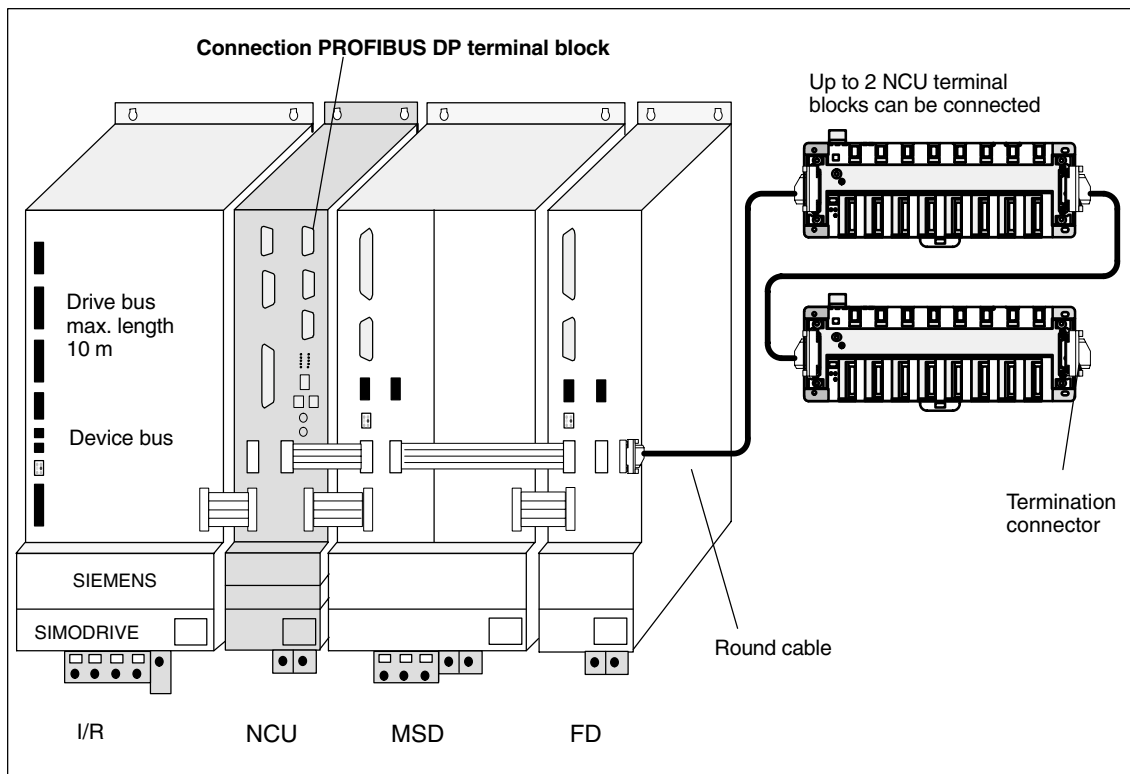 Connection PROFIBUS DP terminal block
Up to 2 NCU terminal
blocks can be connected
Drive bus
max. length
10 m
Device bus
Termination
connector
SIEMENS
SIMODRIVE
Round cable
I/R
NCU
MSD
FD